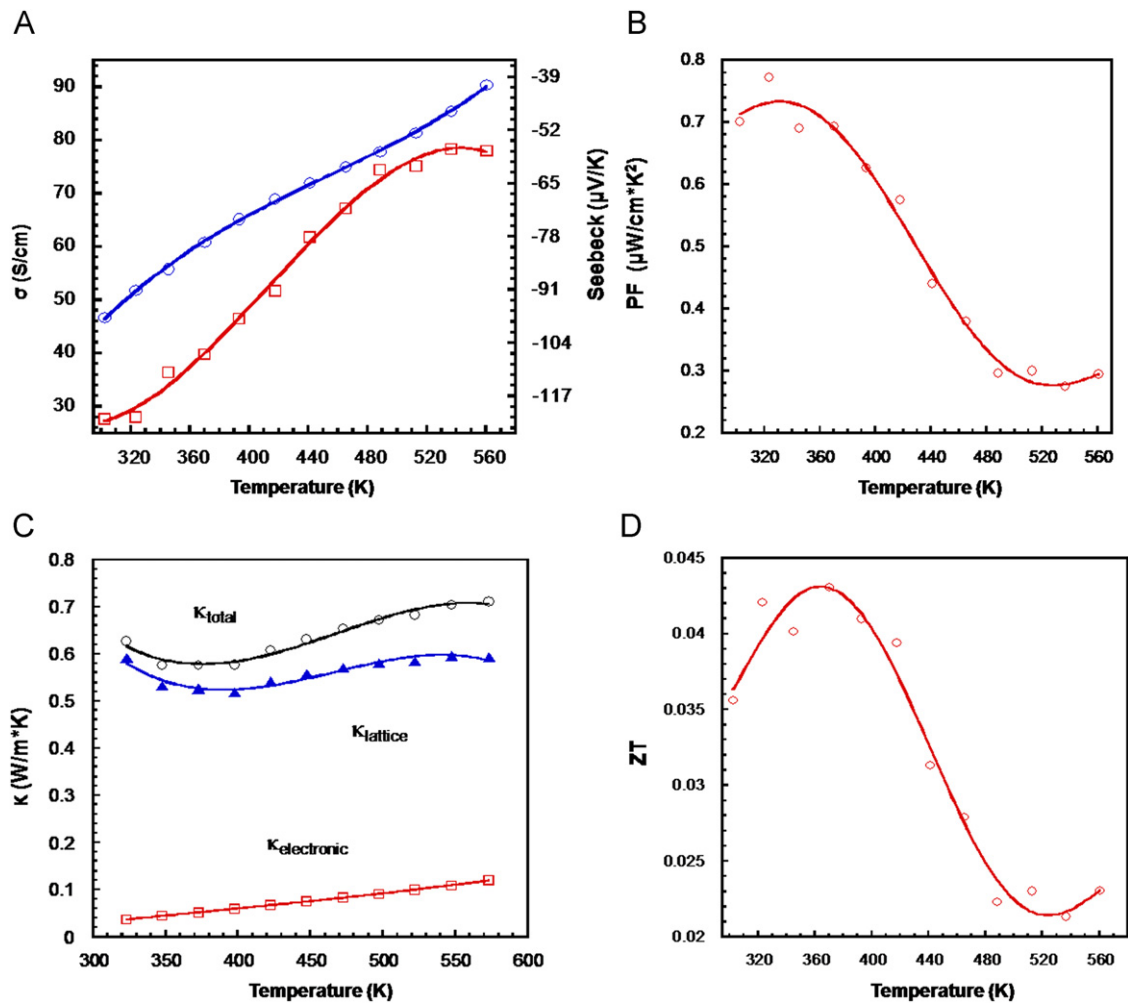 A
90
80
70
60
50
40
30
σ (S/cm)
320 360 400 440 480 520 560
Temperature (K)
-39
-52
-65
-78
-91
-104
-117
Seebeck (µV/K)
B
0.8
0.7
0.6
0.5
0.4
0.3
0.2
PF (µW/cm*K²)
320 360 400 440 480 520 560
Temperature (K)
C
0.8
0.7
0.6
0.5
0.4
0.3
0.2
0.1
0
κ (W/m*K)
κtotal
κlattice
κelectronic
300 350 400 450 500 550 600
Temperature (K)
D
0.045
0.04
0.035
0.03
0.025
0.02
ZT
320 360 400 440 480 520 560
Temperature (K)